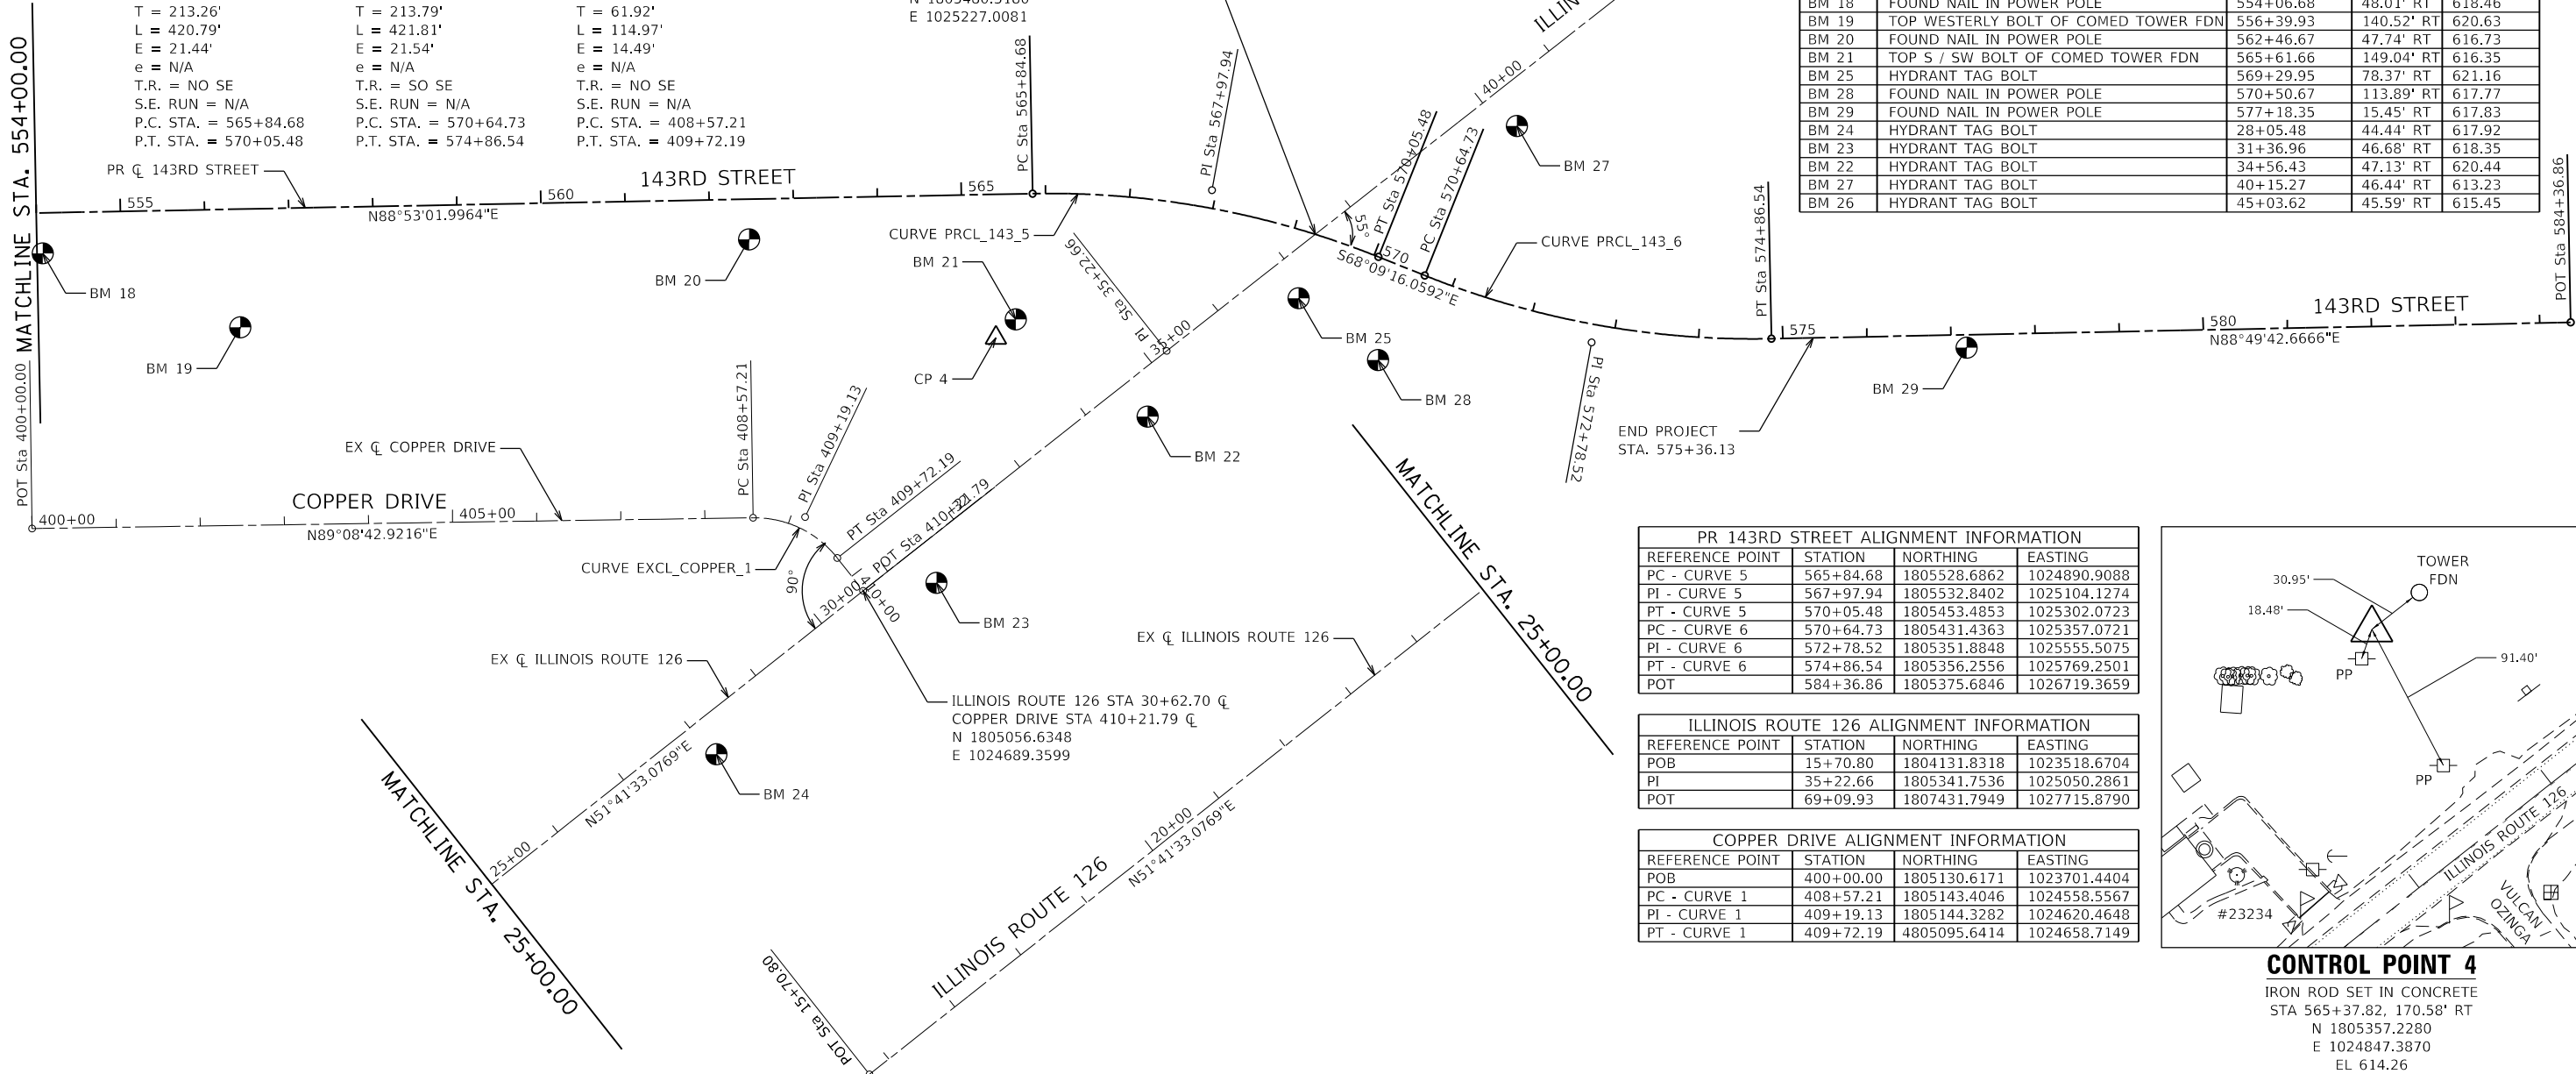 T = 213.26'
L = 420.79'
E = 21.44'
e = N/A
T.R. = NO SE
S.E. RUN = N/A
P.C. STA. = 565+84.68
P.T. STA. = 570+05.48
T = 213.79'
L = 421.81'
E = 21.54'
e = N/A
T.R. = SO SE
S.E. RUN = N/A
P.C. STA. = 570+64.73
P.T. STA. = 574+86.54
T = 61.92'
L = 114.97'
E = 14.49'
e = N/A
T.R. = NO SE
S.E. RUN = N/A
P.C. STA. = 408+57.21
P.T. STA. = 409+72.19
E 1025227.0081
BM 18 FOUND NAIL IN POWER POLE 554+06.68 48.01' RT 618.46
BM 19 TOP WESTERLY BOLT OF COMED TOWER FDN 556+39.93 140.52' RT 620.63
BM 20 FOUND NAIL IN POWER POLE 562+46.67 47.74' RT 616.73
BM 21 TOP S / SW BOLT OF COMED TOWER FDN 565+61.66 149.04' RT 616.35
BM 25 HYDRANT TAG BOLT 569+29.95 78.37' RT 621.16
BM 28 FOUND NAIL IN POWER POLE 570+50.67 113.89' RT 617.77
BM 29 FOUND NAIL IN POWER POLE 577+18.35 15.45' RT 617.83
BM 24 HYDRANT TAG BOLT 28+05.48 44.44' RT 617.92
BM 23 HYDRANT TAG BOLT 31+36.96 46.68' RT 618.35
BM 22 HYDRANT TAG BOLT 34+56.43 47.13' RT 620.44
BM 27 HYDRANT TAG BOLT 40+15.27 46.44' RT 613.23
BM 26 HYDRANT TAG BOLT 45+03.62 45.59' RT 615.45
MATCHLINE STA. 554+00.00
POT Sta 400+00.00
PR ℄ 143RD STREET
555
N88°53'01.9964"E
560
143RD STREET
565
PC Sta 565+84.68
PI Sta 567+97.94
CURVE PRCL_143_5
40+00
55°
PT Sta 570+05.48
PC Sta 570+64.73
570
S68°09'16.0592"E
CURVE PRCL_143_6
BM 27
PT Sta 574+86.54
575
580
143RD STREET
N88°49'42.6666"E
POT Sta 584+36.86
BM 18
BM 19
BM 20
BM 21
CP 4
PI Sta 35+22.66
35+00
BM 25
BM 28
BM 22
BM 29
PI Sta 572+78.52
END PROJECT
STA. 575+36.13
EX ℄ COPPER DRIVE
COPPER DRIVE
400+00
405+00
N89°08'42.9216"E
PC Sta 408+57.21
PI Sta 409+19.13
PT Sta 409+72.19
POT Sta 410+21.79
CURVE EXCL_COPPER_1
90°
30+00
410+00
BM 23
EX ℄ ILLINOIS ROUTE 126
EX ℄ ILLINOIS ROUTE 126
ILLINOIS ROUTE 126 STA 30+62.70 ℄
COPPER DRIVE STA 410+21.79 ℄
N 1805056.6348
E 1024689.3599
BM 24
N51°41'33.0769"E
25+00
MATCHLINE STA. 25+00.00
MATCHLINE STA. 25+00.00
20+00
N51°41'33.0769"E
ILLINOIS ROUTE 126
POT Sta 15+70.80
PR 143RD STREET ALIGNMENT INFORMATION
REFERENCE POINT STATION NORTHING EASTING
PC - CURVE 5 565+84.68 1805528.6862 1024890.9088
PI - CURVE 5 567+97.94 1805532.8402 1025104.1274
PT - CURVE 5 570+05.48 1805453.4853 1025302.0723
PC - CURVE 6 570+64.73 1805431.4363 1025357.0721
PI - CURVE 6 572+78.52 1805351.8848 1025555.5075
PT - CURVE 6 574+86.54 1805356.2556 1025769.2501
POT 584+36.86 1805375.6846 1026719.3659
ILLINOIS ROUTE 126 ALIGNMENT INFORMATION
REFERENCE POINT STATION NORTHING EASTING
POB 15+70.80 1804131.8318 1023518.6704
PI 35+22.66 1805341.7536 1025050.2861
POT 69+09.93 1807431.7949 1027715.8790
COPPER DRIVE ALIGNMENT INFORMATION
REFERENCE POINT STATION NORTHING EASTING
POB 400+00.00 1805130.6171 1023701.4404
PC - CURVE 1 408+57.21 1805143.4046 1024558.5567
PI - CURVE 1 409+19.13 1805144.3282 1024620.4648
PT - CURVE 1 409+72.19 4805095.6414 1024658.7149
TOWER
FDN
30.95'
18.48'
91.40'
PP
PP
#23234
ILLINOIS ROUTE 126
VULCAN
OZINGA
CONTROL POINT 4
IRON ROD SET IN CONCRETE
STA 565+37.82, 170.58' RT
N 1805357.2280
E 1024847.3870
EL 614.26